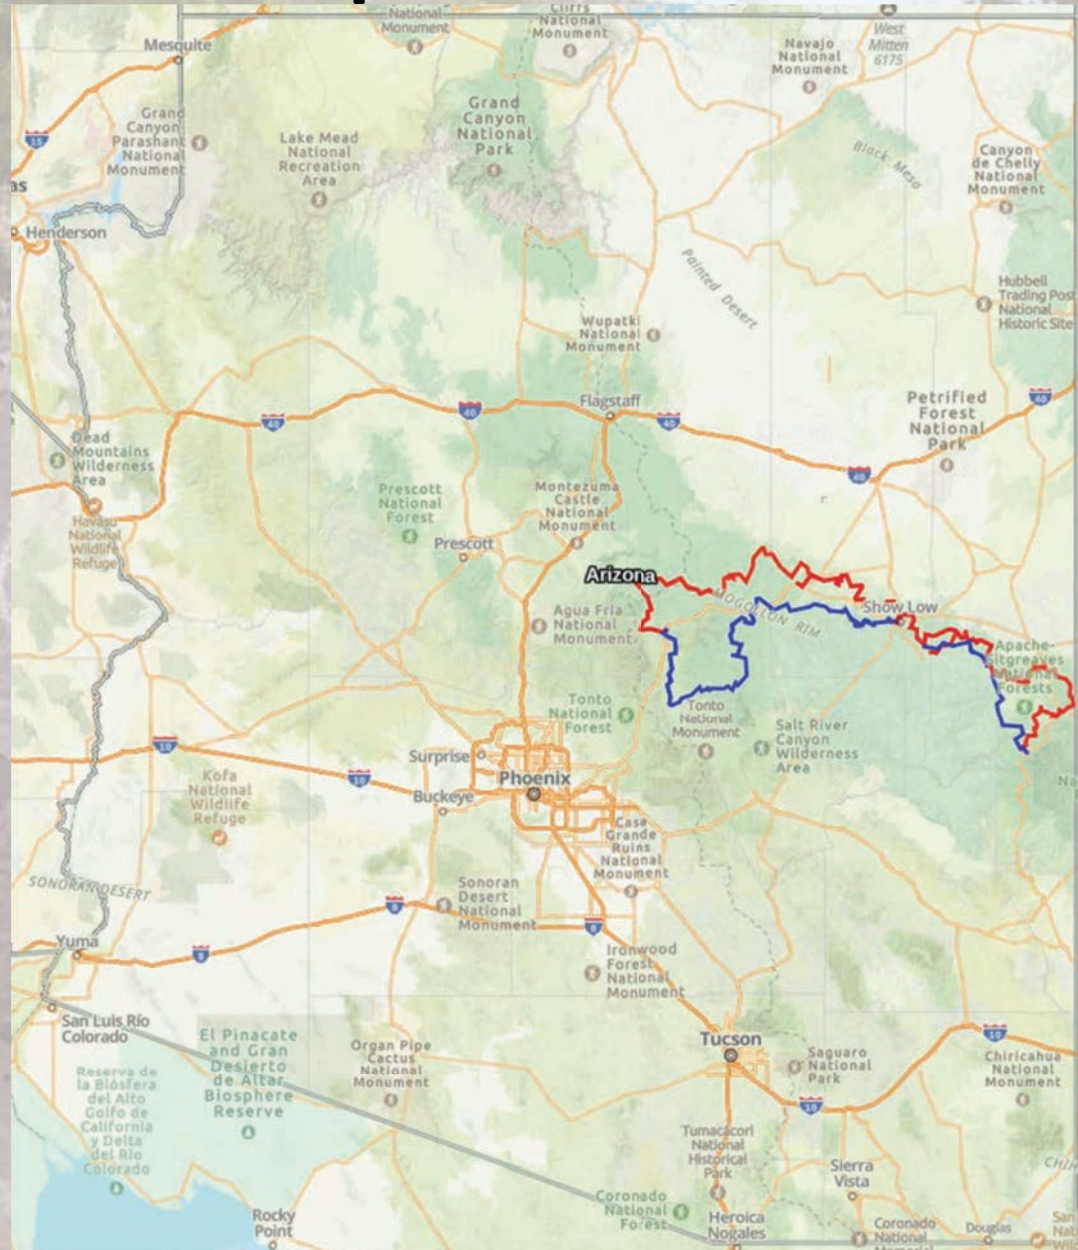 National
Monument
Cliffs
National
Monument
West
Mitten
6175
Mesquite
Navajo
National
Monument
Grand
Canyon
National
Park
15
Grand
Canyon
Parashant
National
Monument
Lake Mead
National
Recreation
Area
Black Mesa
Canyon
de Chelly
National
Monument
as
Henderson
Painted Desert
Hubbell
Trading Post
National
Historic Site
Wupatki
National
Monument
Flagstaff
40
40
40
40
40
Petrified
Forest
National
Park
Dead
Mountains
Wilderness
Area
Prescott
National
Forest
Montezuma
Castle
National
Monument
Havasu
National
Wildlife
Refuge
Prescott
Arizona
MOGOLLON RIM
Show Low
Agua Fria
National
Monument
Apache-
Sitgreaves
National
Forests
Tonto
National
Forest
Tonto
National
Monument
Salt River
Canyon
Wilderness
Area
10
Surprise
Phoenix
10
Buckeye
Kofa
National
Wildlife
Refuge
Na
Casa
Grande
Ruins
National
Monument
SONORAN DESERT
Sonoran
Desert
National
Monument
8
8
8
Yuma
Ironwood
Forest
National
Monument
San Luis Río
Colorado
El Pinacate
and Gran
Desierto
de Altar
Biosphere
Reserve
Organ Pipe
Cactus
National
Monument
Tucson
Saguaro
National
Park
10
Chiricahua
National
Monument
10
Reserva de
la Biósfera
del Alto
Golfo de
California
y Delta
del Río
Colorado
Tumacácori
National
Historical
Park
Sierra
Vista
CHIH
Coronado
National
Forest
Rocky
Point
Heroica
Nogales
Coronado
National
Douglas
San
Nat